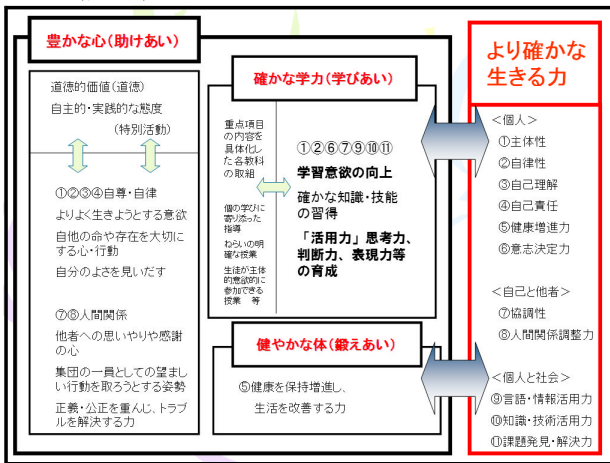 豊かな心(助けあい)
道徳的価値(道徳)
自主的・実践的な態度
(特別活動)
①②③④自尊・自律
よりよく生きようとする意欲
自他の命や存在を大切に
する心・行動
自分のよさを見いだす
⑦⑧人間関係
他者への思いやりや感謝
の心
集団の一員としての望まし
い行動を取ろうとする姿勢
正義・公正を重んじ、トラブ
ルを解決する力
確かな学力(学びあい)
重点項目
の内容を
具体化し
た各教科
の取組
個の学びに
寄り添った
指導
ねらいの明
確な授業
生徒が主体
的意欲的に
参加できる
授業 等
①②⑥⑦⑨⑩⑪
学習意欲の向上
確かな知識・技能
の習得
「活用力」思考力、
判断力、表現力等
の育成
健やかな体(鍛えあい)
⑤健康を保持増進し、
生活を改善する力
より確かな
生きる力
<個人>
①主体性
②自律性
③自己理解
④自己責任
⑤健康増進力
⑥意志決定力
<自己と他者>
⑦協調性
⑧人間関係調整力
<個人と社会>
⑨言語・情報活用力
⑩知識・技術活用力
⑪課題発見・解決力